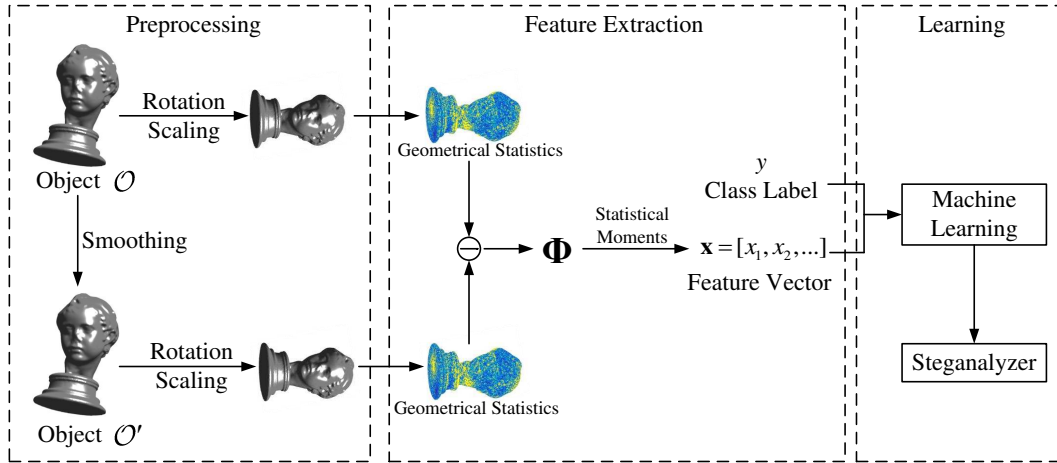 Preprocessing
Feature Extraction
Learning
Rotation
Scaling
Object 𝒪
Geometrical Statistics
y
Class Label
Machine
Learning
Smoothing
Statistical
Moments
⊖
Φ
x = [x₁, x₂,...]
Feature Vector
Rotation
Scaling
Object 𝒪′
Geometrical Statistics
Steganalyzer